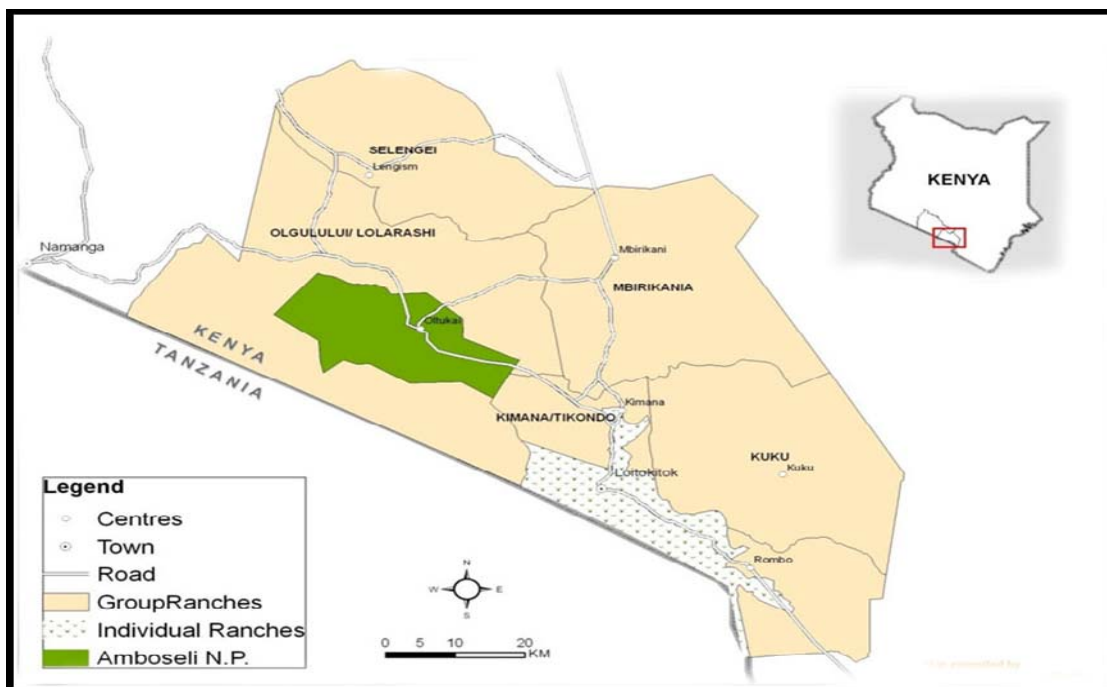 SELENGEI
Lengism
KENYA
OLGULULUI/ LOLARASHI
Namanga
Mbirikani
MBIRIKANIA
Oltukai
KENYA
TANZANIA
Kimana
KIMANA/TIKONDO
KUKU
Kuku
Loitokitok
Rombo
Legend
Centres
Town
Road
GroupRanches
Individual Ranches
Amboseli N.P.
N
W E
S
0 5 10 20
KM